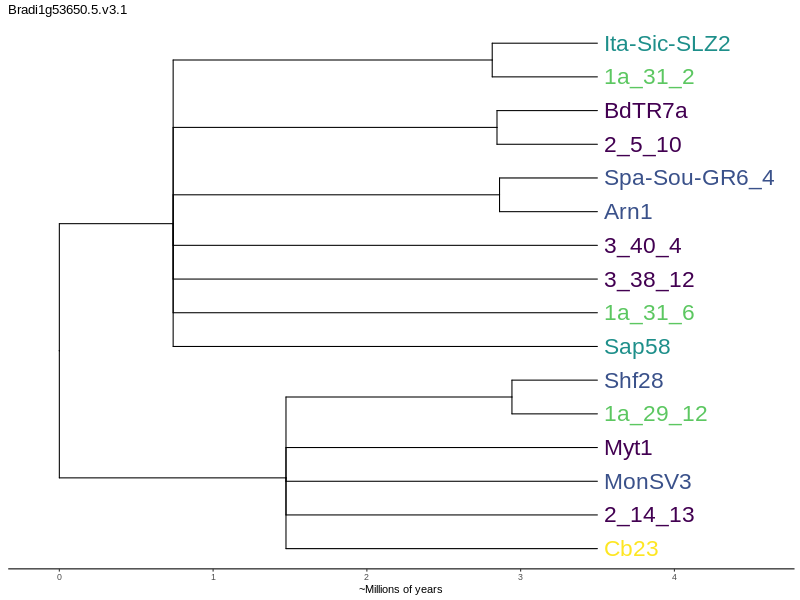 Bradi1g53650.5.v3.1
Ita-Sic-SLZ2
1a_31_2
BdTR7a
2_5_10
Spa-Sou-GR6_4
Arn1
3_40_4
3_38_12
1a_31_6
Sap58
Shf28
1a_29_12
Myt1
MonSV3
2_14_13
Cb23
0 1 2 3 4
~Millions of years